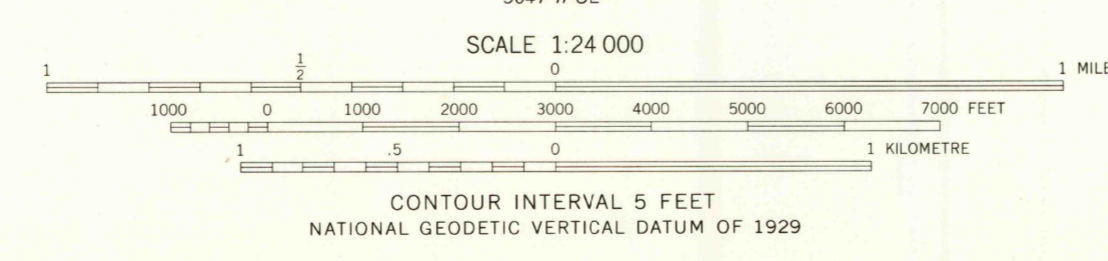 SCALE 1:24 000
1 1/2 0 1 MILE
1000 0 1000 2000 3000 4000 5000 6000 7000 FEET
1 .5 0 1 KILOMETRE
CONTOUR INTERVAL 5 FEET
NATIONAL GEODETIC VERTICAL DATUM OF 1929